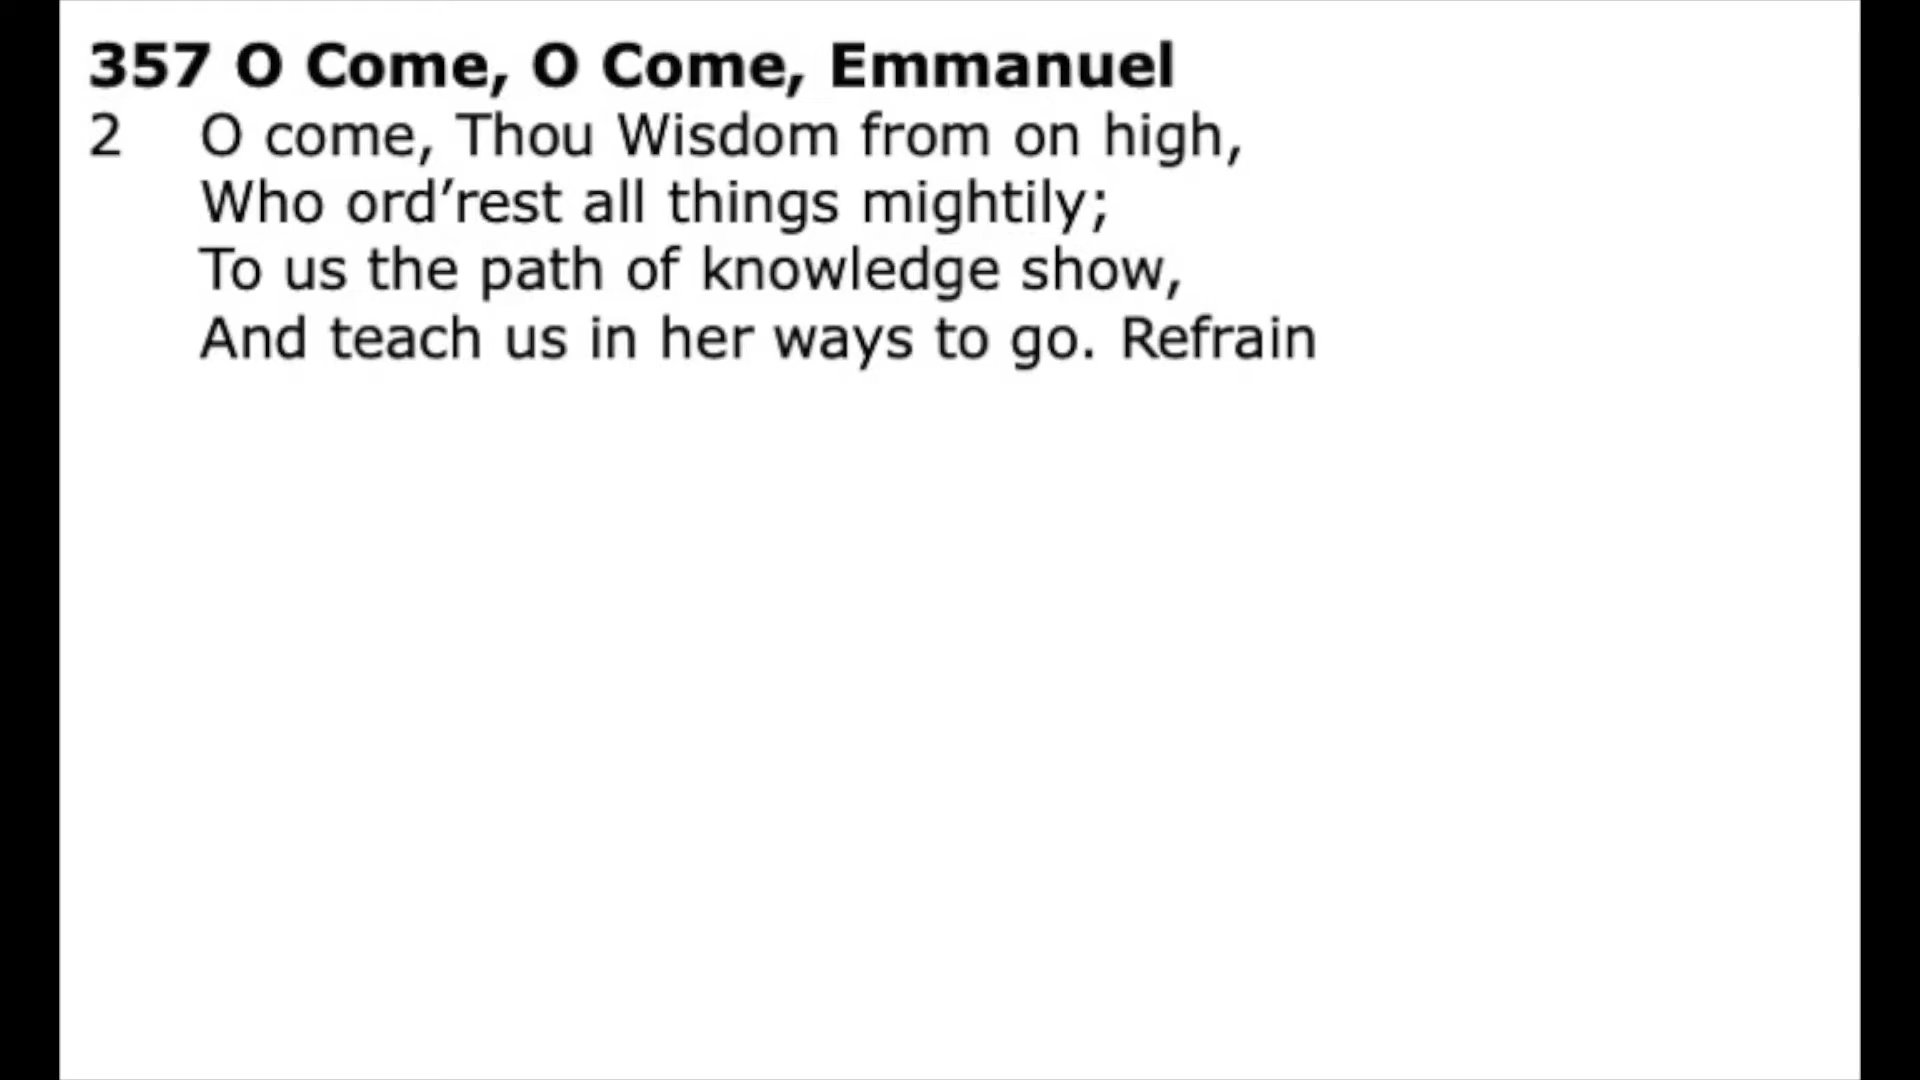 357 O Come, O Come, Emmanuel
2 O come, Thou Wisdom from on high,
Who ord’rest all things mightily;
To us the path of knowledge show,
And teach us in her ways to go. Refrain